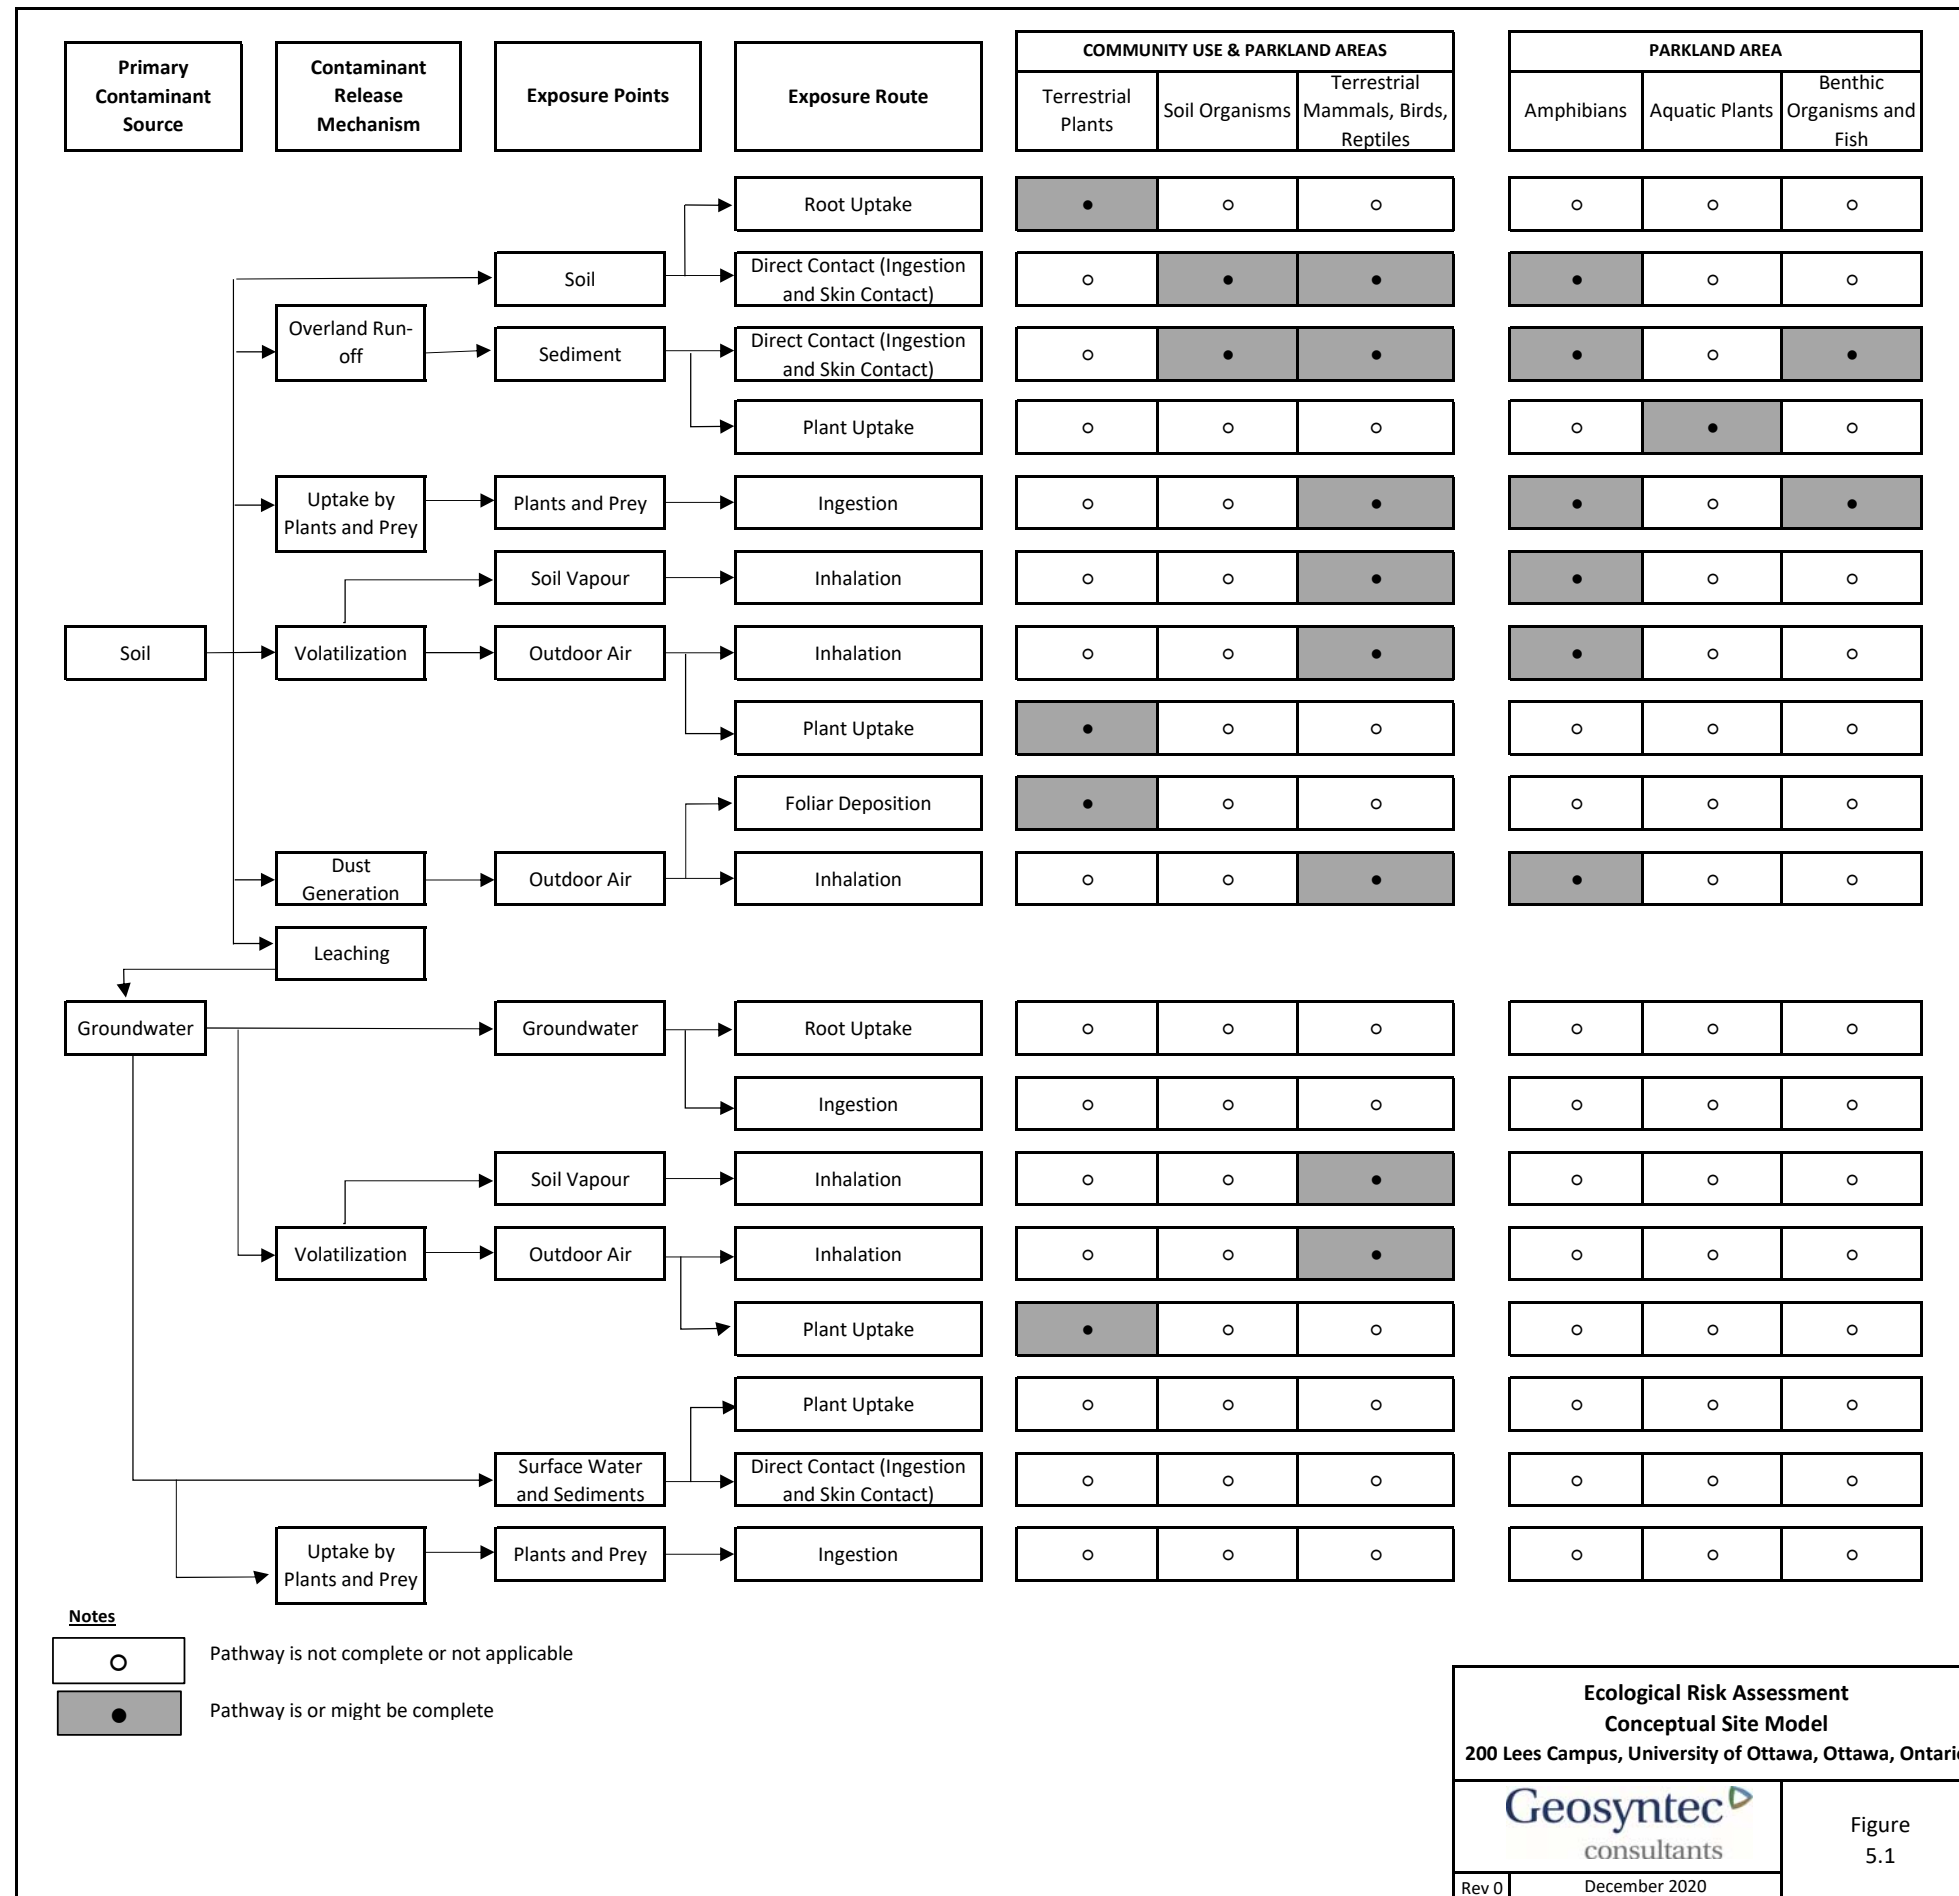 Primary
Contaminant
Source
Contaminant
Release
Mechanism
Exposure Points
Exposure Route
COMMUNITY USE & PARKLAND AREAS
Terrestrial
Plants
Soil Organisms
Terrestrial
Mammals, Birds,
Reptiles
PARKLAND AREA
Amphibians
Aquatic Plants
Benthic
Organisms and
Fish
Root Uptake
Soil
Direct Contact (Ingestion
and Skin Contact)
Overland Run-
off
Sediment
Direct Contact (Ingestion
and Skin Contact)
Plant Uptake
Uptake by
Plants and Prey
Plants and Prey
Ingestion
Soil Vapour
Inhalation
Soil
Volatilization
Outdoor Air
Inhalation
Plant Uptake
Foliar Deposition
Dust
Generation
Outdoor Air
Inhalation
Leaching
Groundwater
Groundwater
Root Uptake
Ingestion
Soil Vapour
Inhalation
Volatilization
Outdoor Air
Inhalation
Plant Uptake
Plant Uptake
Surface Water
and Sediments
Direct Contact (Ingestion
and Skin Contact)
Uptake by
Plants and Prey
Plants and Prey
Ingestion
Notes
Pathway is not complete or not applicable
Pathway is or might be complete
Ecological Risk Assessment
Conceptual Site Model
200 Lees Campus, University of Ottawa, Ottawa, Ontario
Geosyntec
consultants
Figure
5.1
Rev 0
December 2020